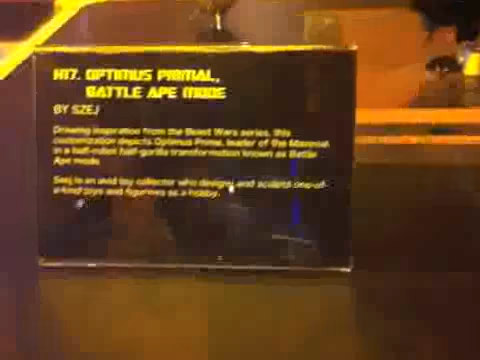 H17. OPTIMUS PRIMAL,
BATTLE APE MODE
BY SZEJ
Drawing inspiration from the Beast Wars series, this
customization depicts Optimus Primal, leader of the Maximal
in a half-robot half-gorilla transformation known as Battle
Ape mode.
Szej is an avid toy collector who designs and sculpts one-of-
a-kind toys and figurines as a hobby.